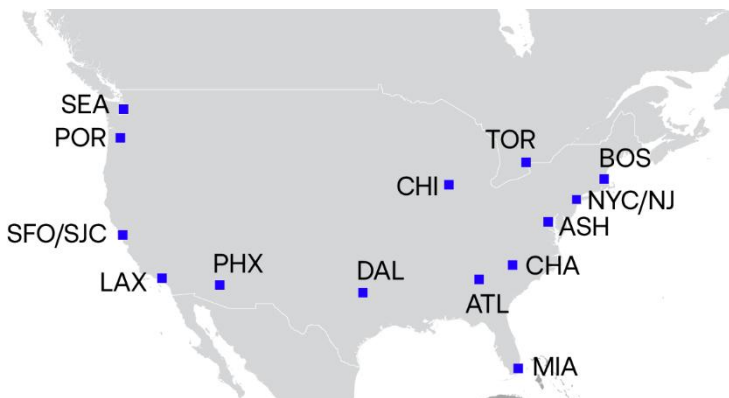 SEA
POR
TOR
BOS
CHI
NYC/NJ
ASH
SFO/SJC
PHX
DAL
CHA
LAX
ATL
MIA